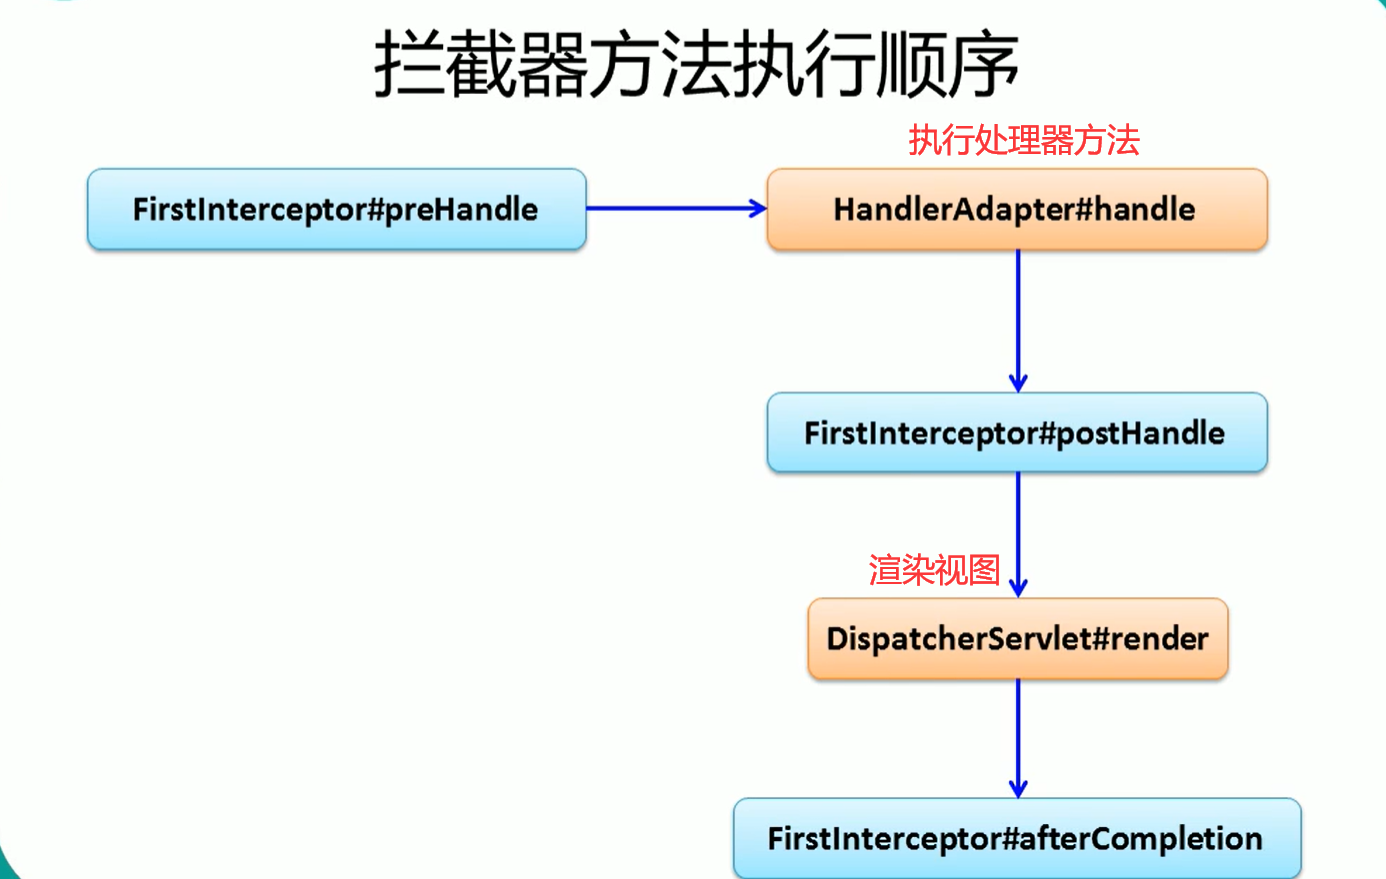 拦截器方法执行顺序
执行处理器方法
FirstInterceptor#preHandle
HandlerAdapter#handle
FirstInterceptor#postHandle
渲染视图
DispatcherServlet#render
FirstInterceptor#afterCompletion